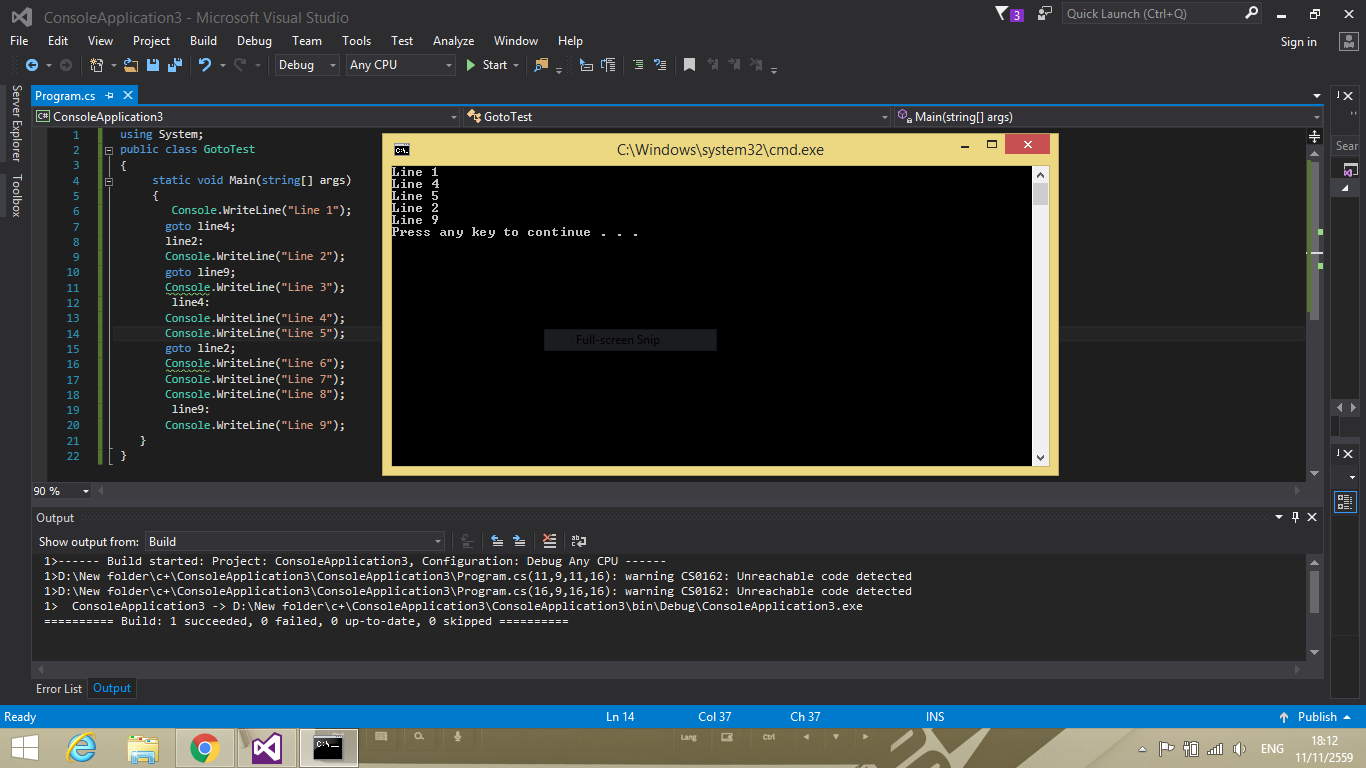 ConsoleApplication3 - Microsoft Visual Studio
3
Quick Launch (Ctrl+Q)
File Edit View Project Build Debug Team Tools Test Analyze Window Help
Sign in
Debug Any CPU Start
Server Explorer
Toolbox
Program.cs
ConsoleApplication3 GotoTest Main(string[] args)
Sear
1 using System;
2 public class GotoTest
3 {
4 static void Main(string[] args)
5 {
6 Console.WriteLine("Line 1");
7 goto line4;
8 line2:
9 Console.WriteLine("Line 2");
10 goto line9;
11 Console.WriteLine("Line 3");
12 line4:
13 Console.WriteLine("Line 4");
14 Console.WriteLine("Line 5");
15 goto line2;
16 Console.WriteLine("Line 6");
17 Console.WriteLine("Line 7");
18 Console.WriteLine("Line 8");
19 line9:
20 Console.WriteLine("Line 9");
21 }
22 }
C:\Windows\system32\cmd.exe
Line 1
Line 4
Line 5
Line 2
Line 9
Press any key to continue . . .
Full-screen Snip
90 %
Output
Show output from: Build
1>------ Build started: Project: ConsoleApplication3, Configuration: Debug Any CPU ------
1>D:\New folder\c+\ConsoleApplication3\ConsoleApplication3\Program.cs(11,9,11,16): warning CS0162: Unreachable code detected
1>D:\New folder\c+\ConsoleApplication3\ConsoleApplication3\Program.cs(16,9,16,16): warning CS0162: Unreachable code detected
1>  ConsoleApplication3 -> D:\New folder\c+\ConsoleApplication3\ConsoleApplication3\bin\Debug\ConsoleApplication3.exe
========== Build: 1 succeeded, 0 failed, 0 up-to-date, 0 skipped ==========
Error List Output
Ready Ln 14 Col 37 Ch 37 INS Publish
Lang Ctrl
ENG
18:12
11/11/2559